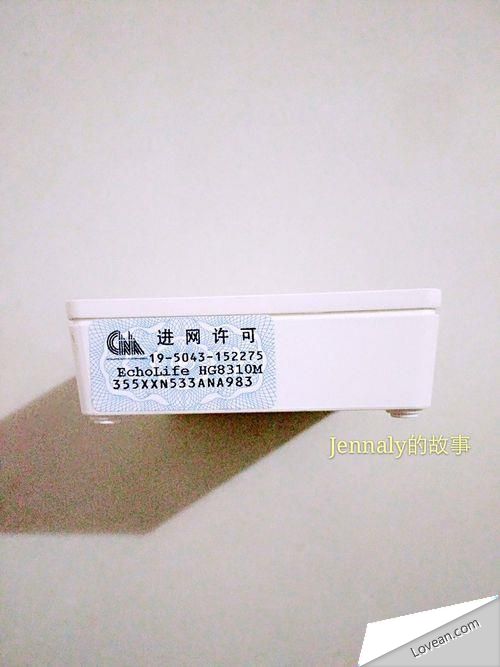 CNA 进网许可
19-5043-152275
EchoLife HG8310M
355XXN533ANA983
Jennaly的故事
Lovean.com